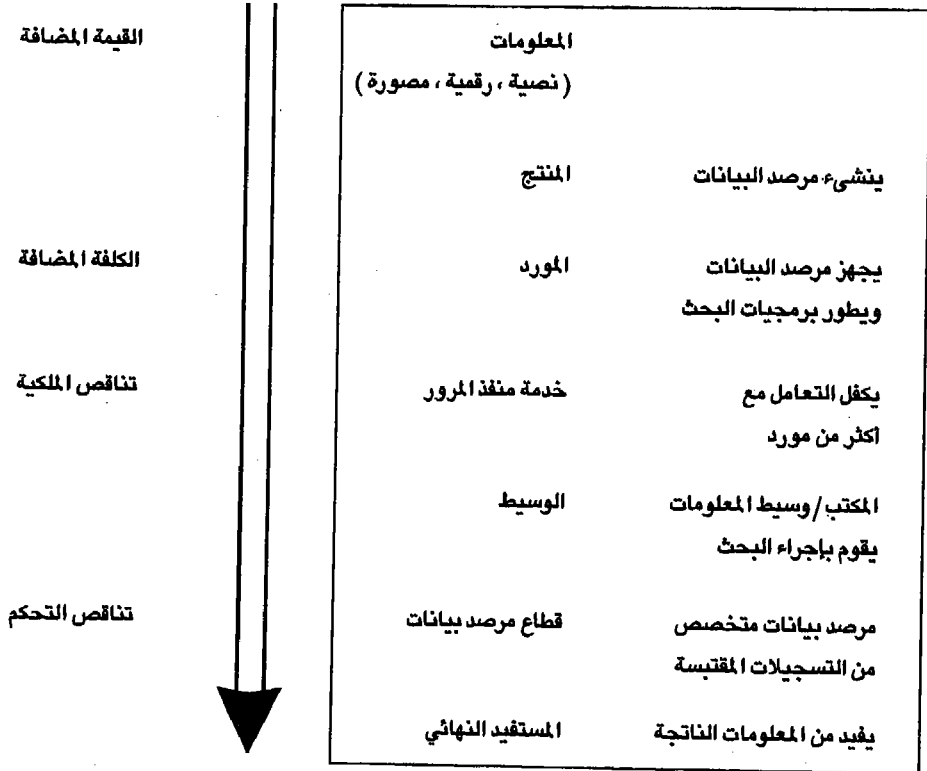 القيمة المضافة
المعلومات
(نصية ، رقمية ، مصورة)
ينشىء مرصد البيانات
المنتج
الكلفة المضافة
يجهز مرصد البيانات
ويطور برمجيات البحث
المورد
تناقص الملكية
يكفل التعامل مع
أكثر من مورد
خدمة منفذ المرور
المكتب/وسيط المعلومات
يقوم بإجراء البحث
الوسيط
تناقص التحكم
مرصد بيانات متخصص
من التسجيلات المقتبسة
قطاع مرصد بيانات
يفيد من المعلومات الناتجة
المستفيد النهائي